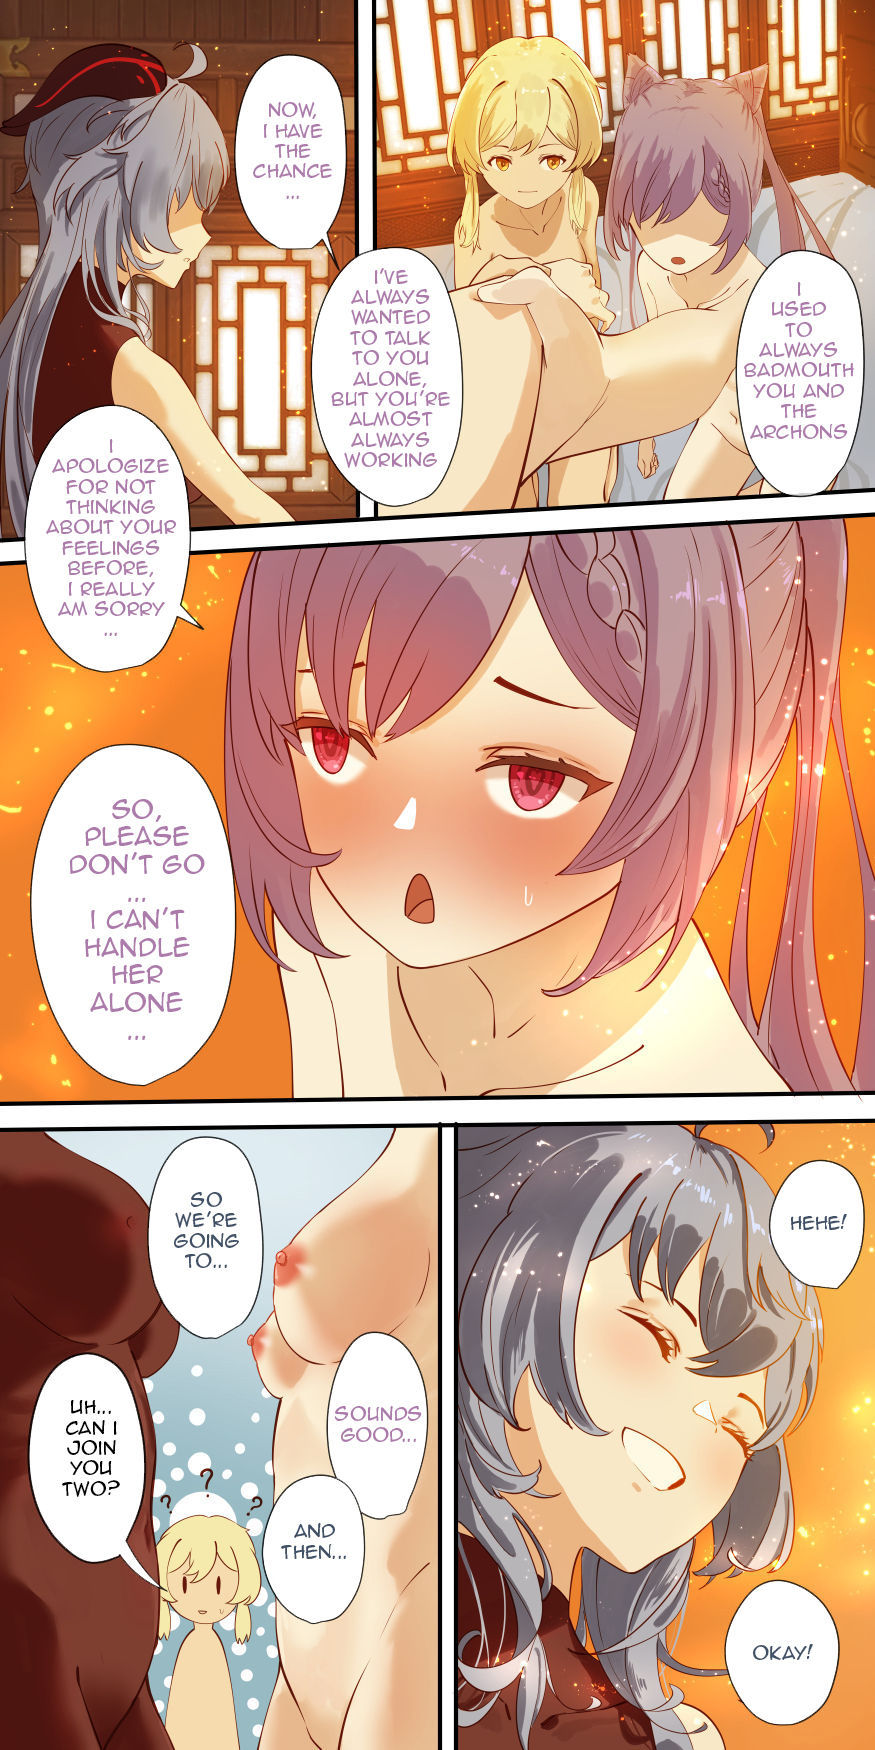 NOW,
I HAVE
THE
CHANCE
...
I'VE
ALWAYS
WANTED
TO TALK
TO YOU
ALONE,
BUT YOU'RE
ALMOST
ALWAYS
WORKING
I
USED
TO
ALWAYS
BADMOUTH
YOU AND
THE
ARCHONS
I
APOLOGIZE
FOR NOT
THINKING
ABOUT YOUR
FEELINGS
BEFORE,
I REALLY
AM SORRY
...
SO,
PLEASE
DON'T GO
...
I CAN'T
HANDLE
HER
ALONE
...
SO
WE'RE
GOING
TO...
SOUNDS
GOOD...
UH...
CAN I
JOIN
YOU
TWO?
? ? ?
AND
THEN...
HEHE!
OKAY!